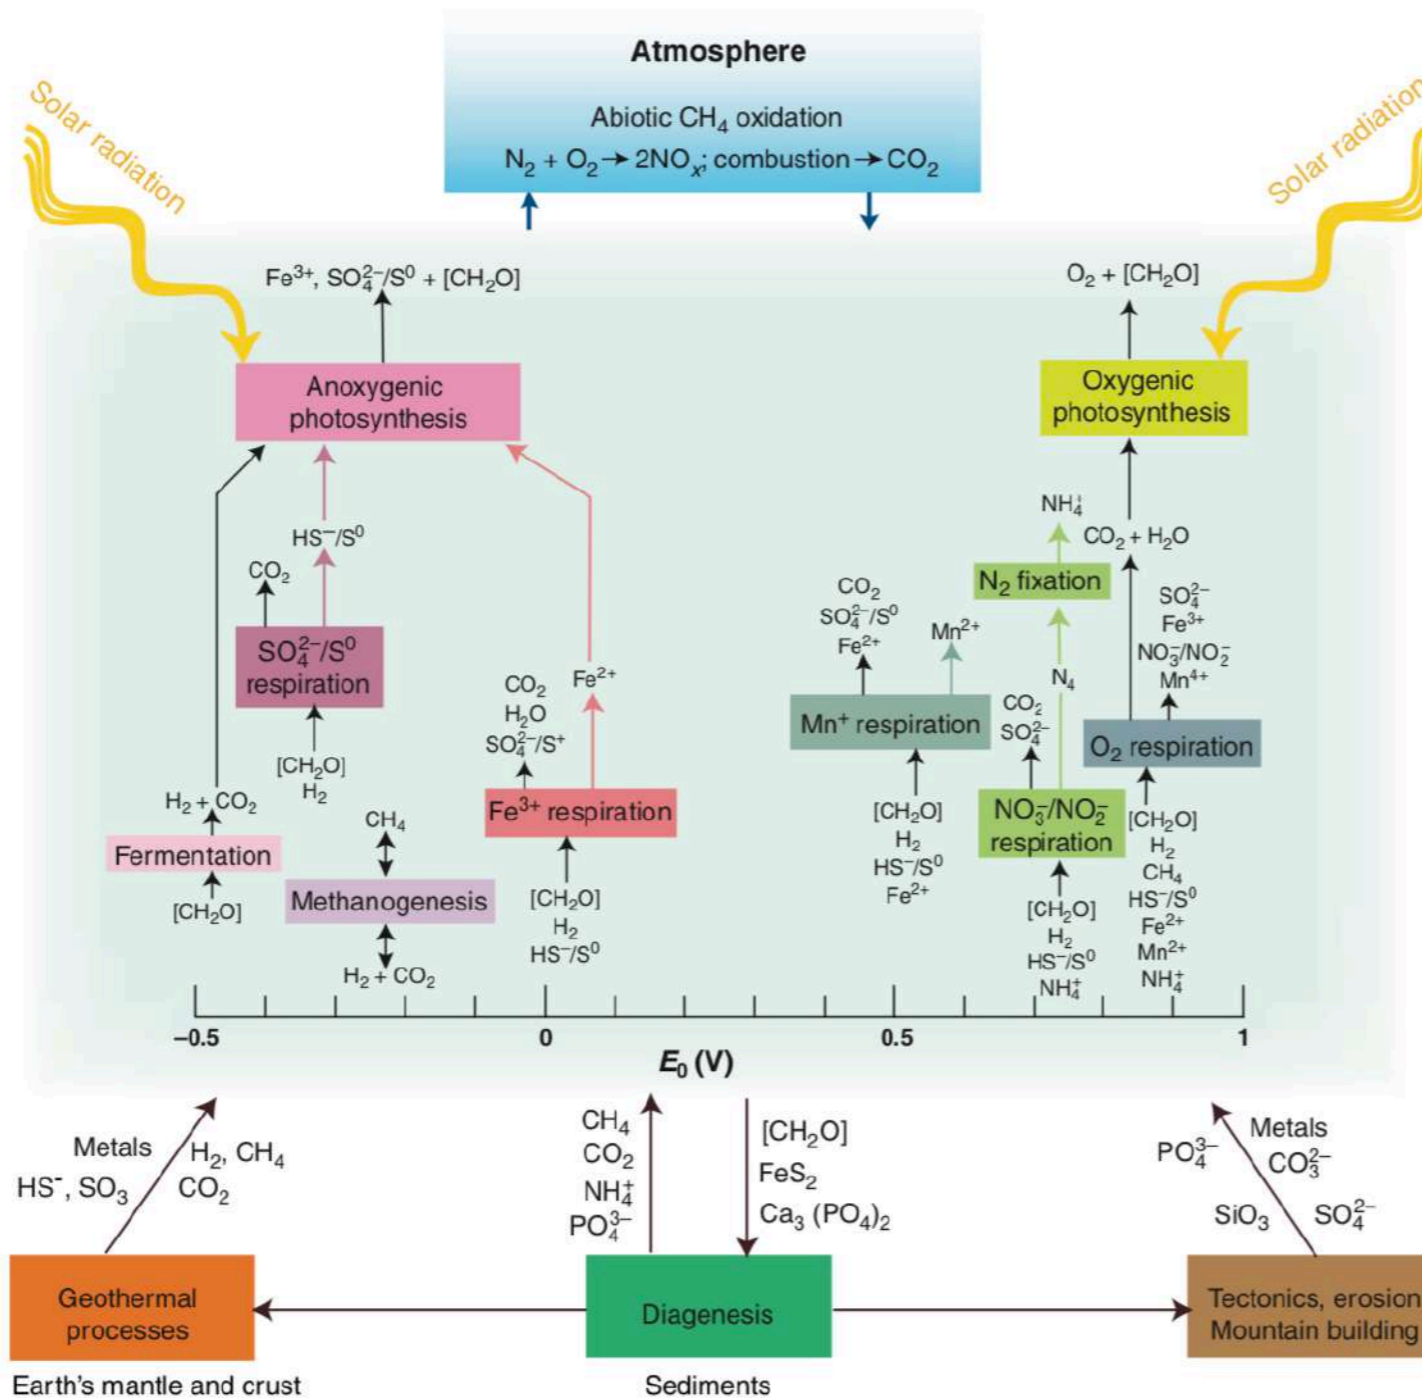 Atmosphere
Abiotic CH₄ oxidation
N₂ + O₂ → 2NOₓ; combustion → CO₂
Solar radiation
Solar radiation
Fe³⁺, SO₄²⁻/S⁰ + [CH₂O]
O₂ + [CH₂O]
Anoxygenic
photosynthesis
Oxygenic
photosynthesis
HS⁻/S⁰
CO₂
SO₄²⁻/S⁰
respiration
[CH₂O]
H₂
H₂ + CO₂
Fermentation
[CH₂O]
CH₄
Methanogenesis
H₂ + CO₂
Fe²⁺
CO₂
H₂O
SO₄²⁻/S⁺
Fe³⁺ respiration
[CH₂O]
H₂
HS⁻/S⁰
CO₂
SO₄²⁻/S⁰
Fe²⁺
Mn²⁺
Mn⁺ respiration
[CH₂O]
H₂
HS⁻/S⁰
Fe²⁺
NH₄⁺
N₂ fixation
N₄
CO₂
SO₄²⁻
NO₃⁻/NO₂⁻
respiration
[CH₂O]
H₂
HS⁻/S⁰
NH₄⁺
CO₂ + H₂O
SO₄²⁻
Fe³⁺
NO₃⁻/NO₂⁻
Mn⁴⁺
O₂ respiration
[CH₂O]
H₂
CH₄
HS⁻/S⁰
Fe²⁺
Mn²⁺
NH₄⁺
−0.5 0 0.5 1
E₀ (V)
Metals
HS⁻, SO₃
H₂, CH₄
CO₂
CH₄
CO₂
NH₄⁺
PO₄³⁻
[CH₂O]
FeS₂
Ca₃ (PO₄)₂
PO₄³⁻
Metals
CO₃²⁻
SiO₃
SO₄²⁻
Geothermal
processes
Diagenesis
Tectonics, erosion
Mountain building
Earth's mantle and crust
Sediments